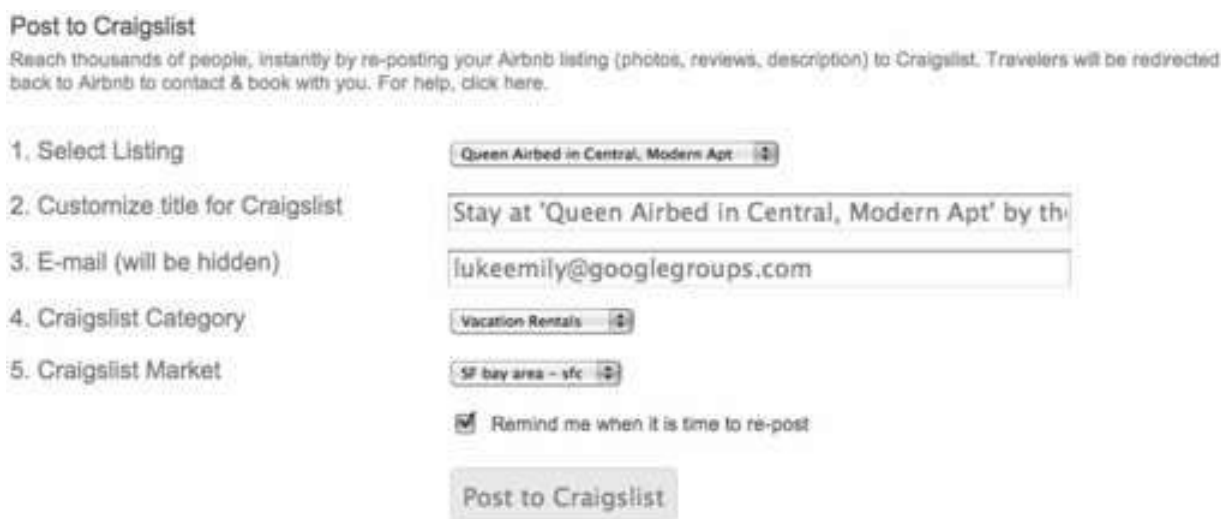 Post to Craigslist
Reach thousands of people, instantly by re-posting your Airbnb listing (photos, reviews, description) to Craigslist. Travelers will be redirected
back to Airbnb to contact & book with you. For help, click here.
1. Select Listing Queen Airbed in Central, Modern Apt
2. Customize title for Craigslist Stay at 'Queen Airbed in Central, Modern Apt' by the
3. E-mail (will be hidden) lukeemily@googlegroups.com
4. Craigslist Category Vacation Rentals
5. Craigslist Market SF bay area - sfc
Remind me when it is time to re-post
Post to Craigslist